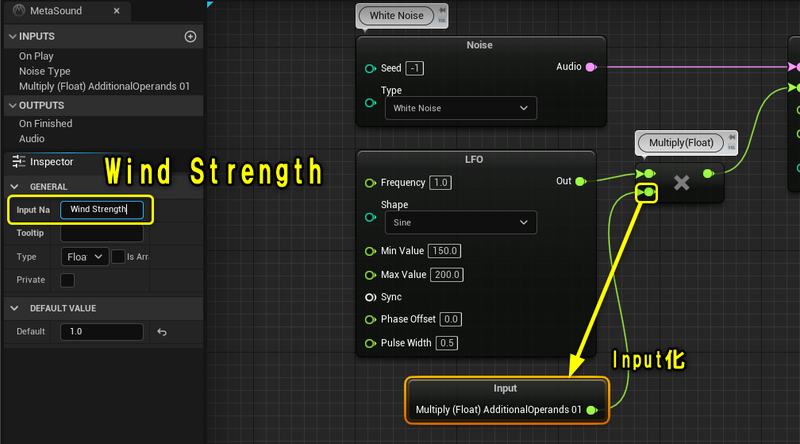 MetaSound
INPUTS
On Play
Noise Type
Multiply (Float) AdditionalOperands 01
OUTPUTS
On Finished
Audio
Inspector
Wind Strength
GENERAL
Input Na
Wind Strength
Tooltip
Type
Floa
Is Arr
Private
DEFAULT VALUE
Default
1.0
White Noise
Noise
Seed
-1
Audio
Type
White Noise
Multiply(Float)
LFO
Frequency
1.0
Out
Shape
Sine
Min Value
150.0
Max Value
200.0
Sync
Phase Offset
0.0
Pulse Width
0.5
Input化
Input
Multiply (Float) AdditionalOperands 01